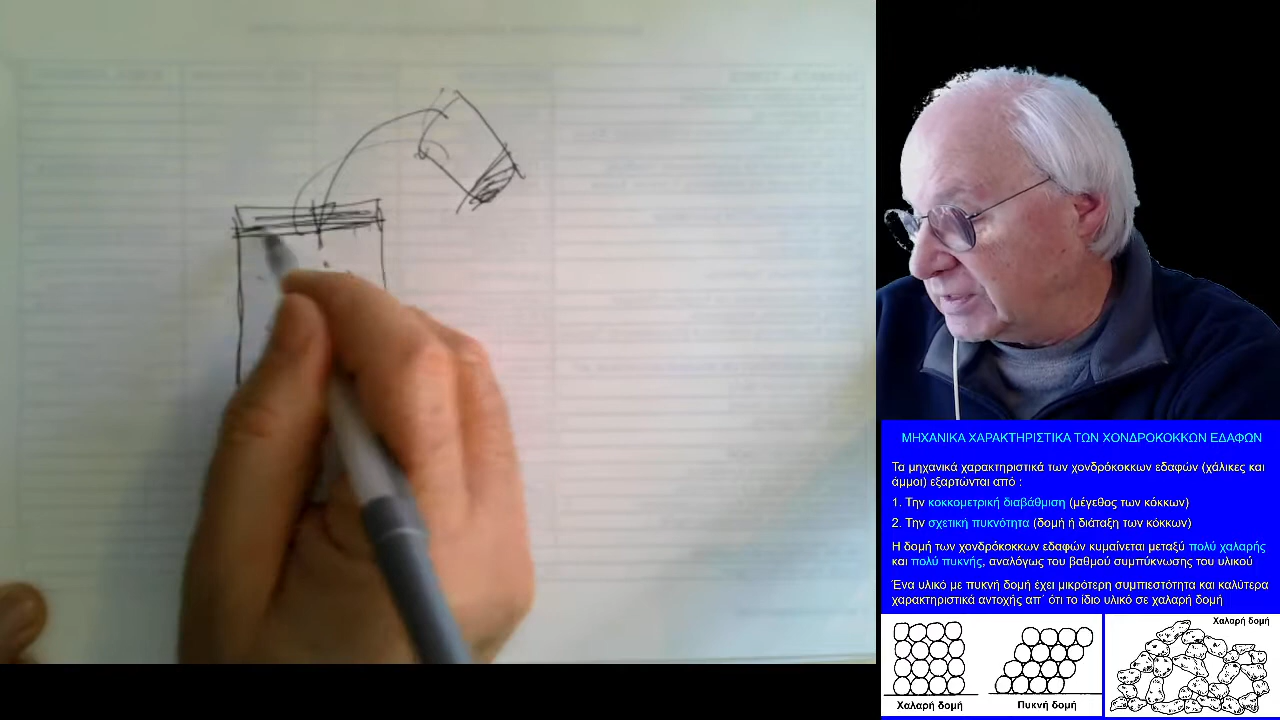 ΜΗΧΑΝΙΚΑ ΧΑΡΑΚΤΗΡΙΣΤΙΚΑ ΤΩΝ ΧΟΝΔΡΟΚΟΚΚΩΝ ΕΔΑΦΩΝ
Τα μηχανικά χαρακτηριστικά των χονδρόκοκκων εδαφών (χάλικες και
άμμοι) εξαρτώνται από :
1. Την κοκκομετρική διαβάθμιση (μέγεθος των κόκκων)
2. Την σχετική πυκνότητα (δομή ή διάταξη των κόκκων)
Η δομή των χονδρόκοκκων εδαφών κυμαίνεται μεταξύ πολύ χαλαρής
και πολύ πυκνής, αναλόγως του βαθμού συμπύκνωσης του υλικού
Ένα υλικό με πυκνή δομή έχει μικρότερη συμπιεστότητα και καλύτερα
χαρακτηριστικά αντοχής απ΄ ότι το ίδιο υλικό σε χαλαρή δομή
Χαλαρή δομή
Πυκνή δομή
Χαλαρή δομή